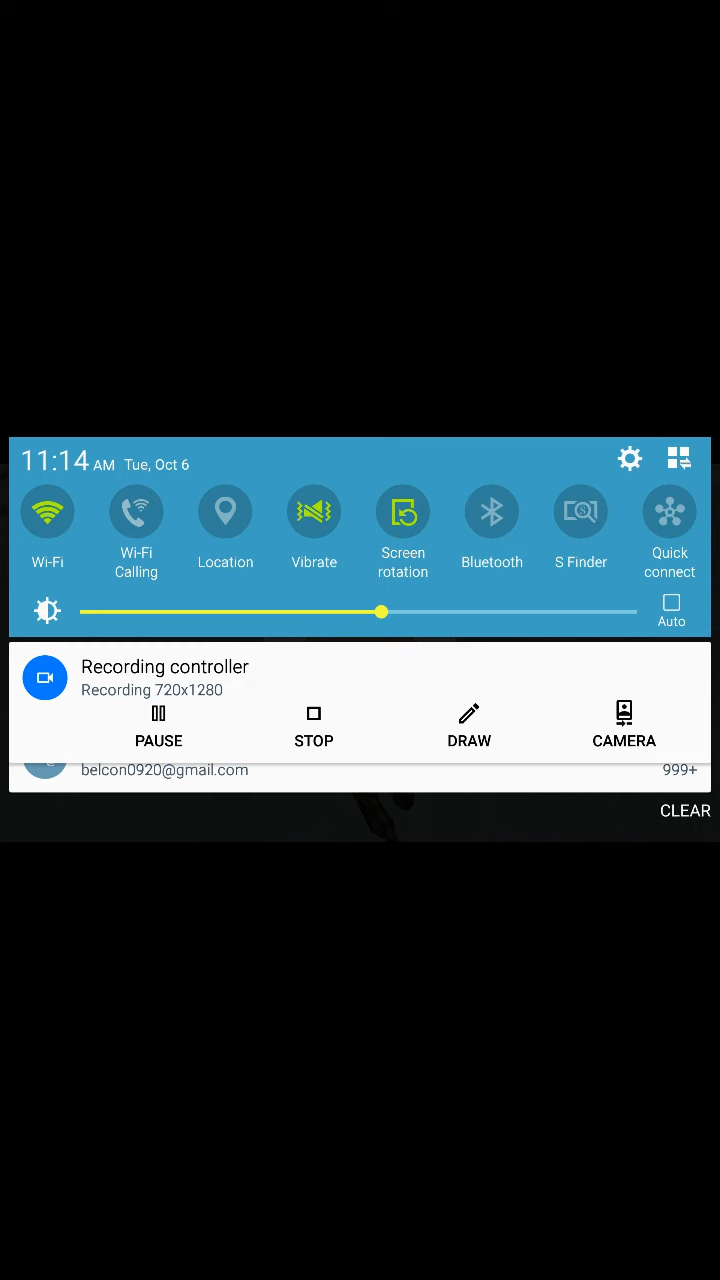 11:14 AM Tue, Oct 6
Wi-Fi
Wi-Fi Calling
Location
Vibrate
Screen rotation
Bluetooth
S Finder
Quick connect
Auto
Recording controller
Recording 720x1280
PAUSE STOP DRAW CAMERA
belcon0920@gmail.com 999+
CLEAR